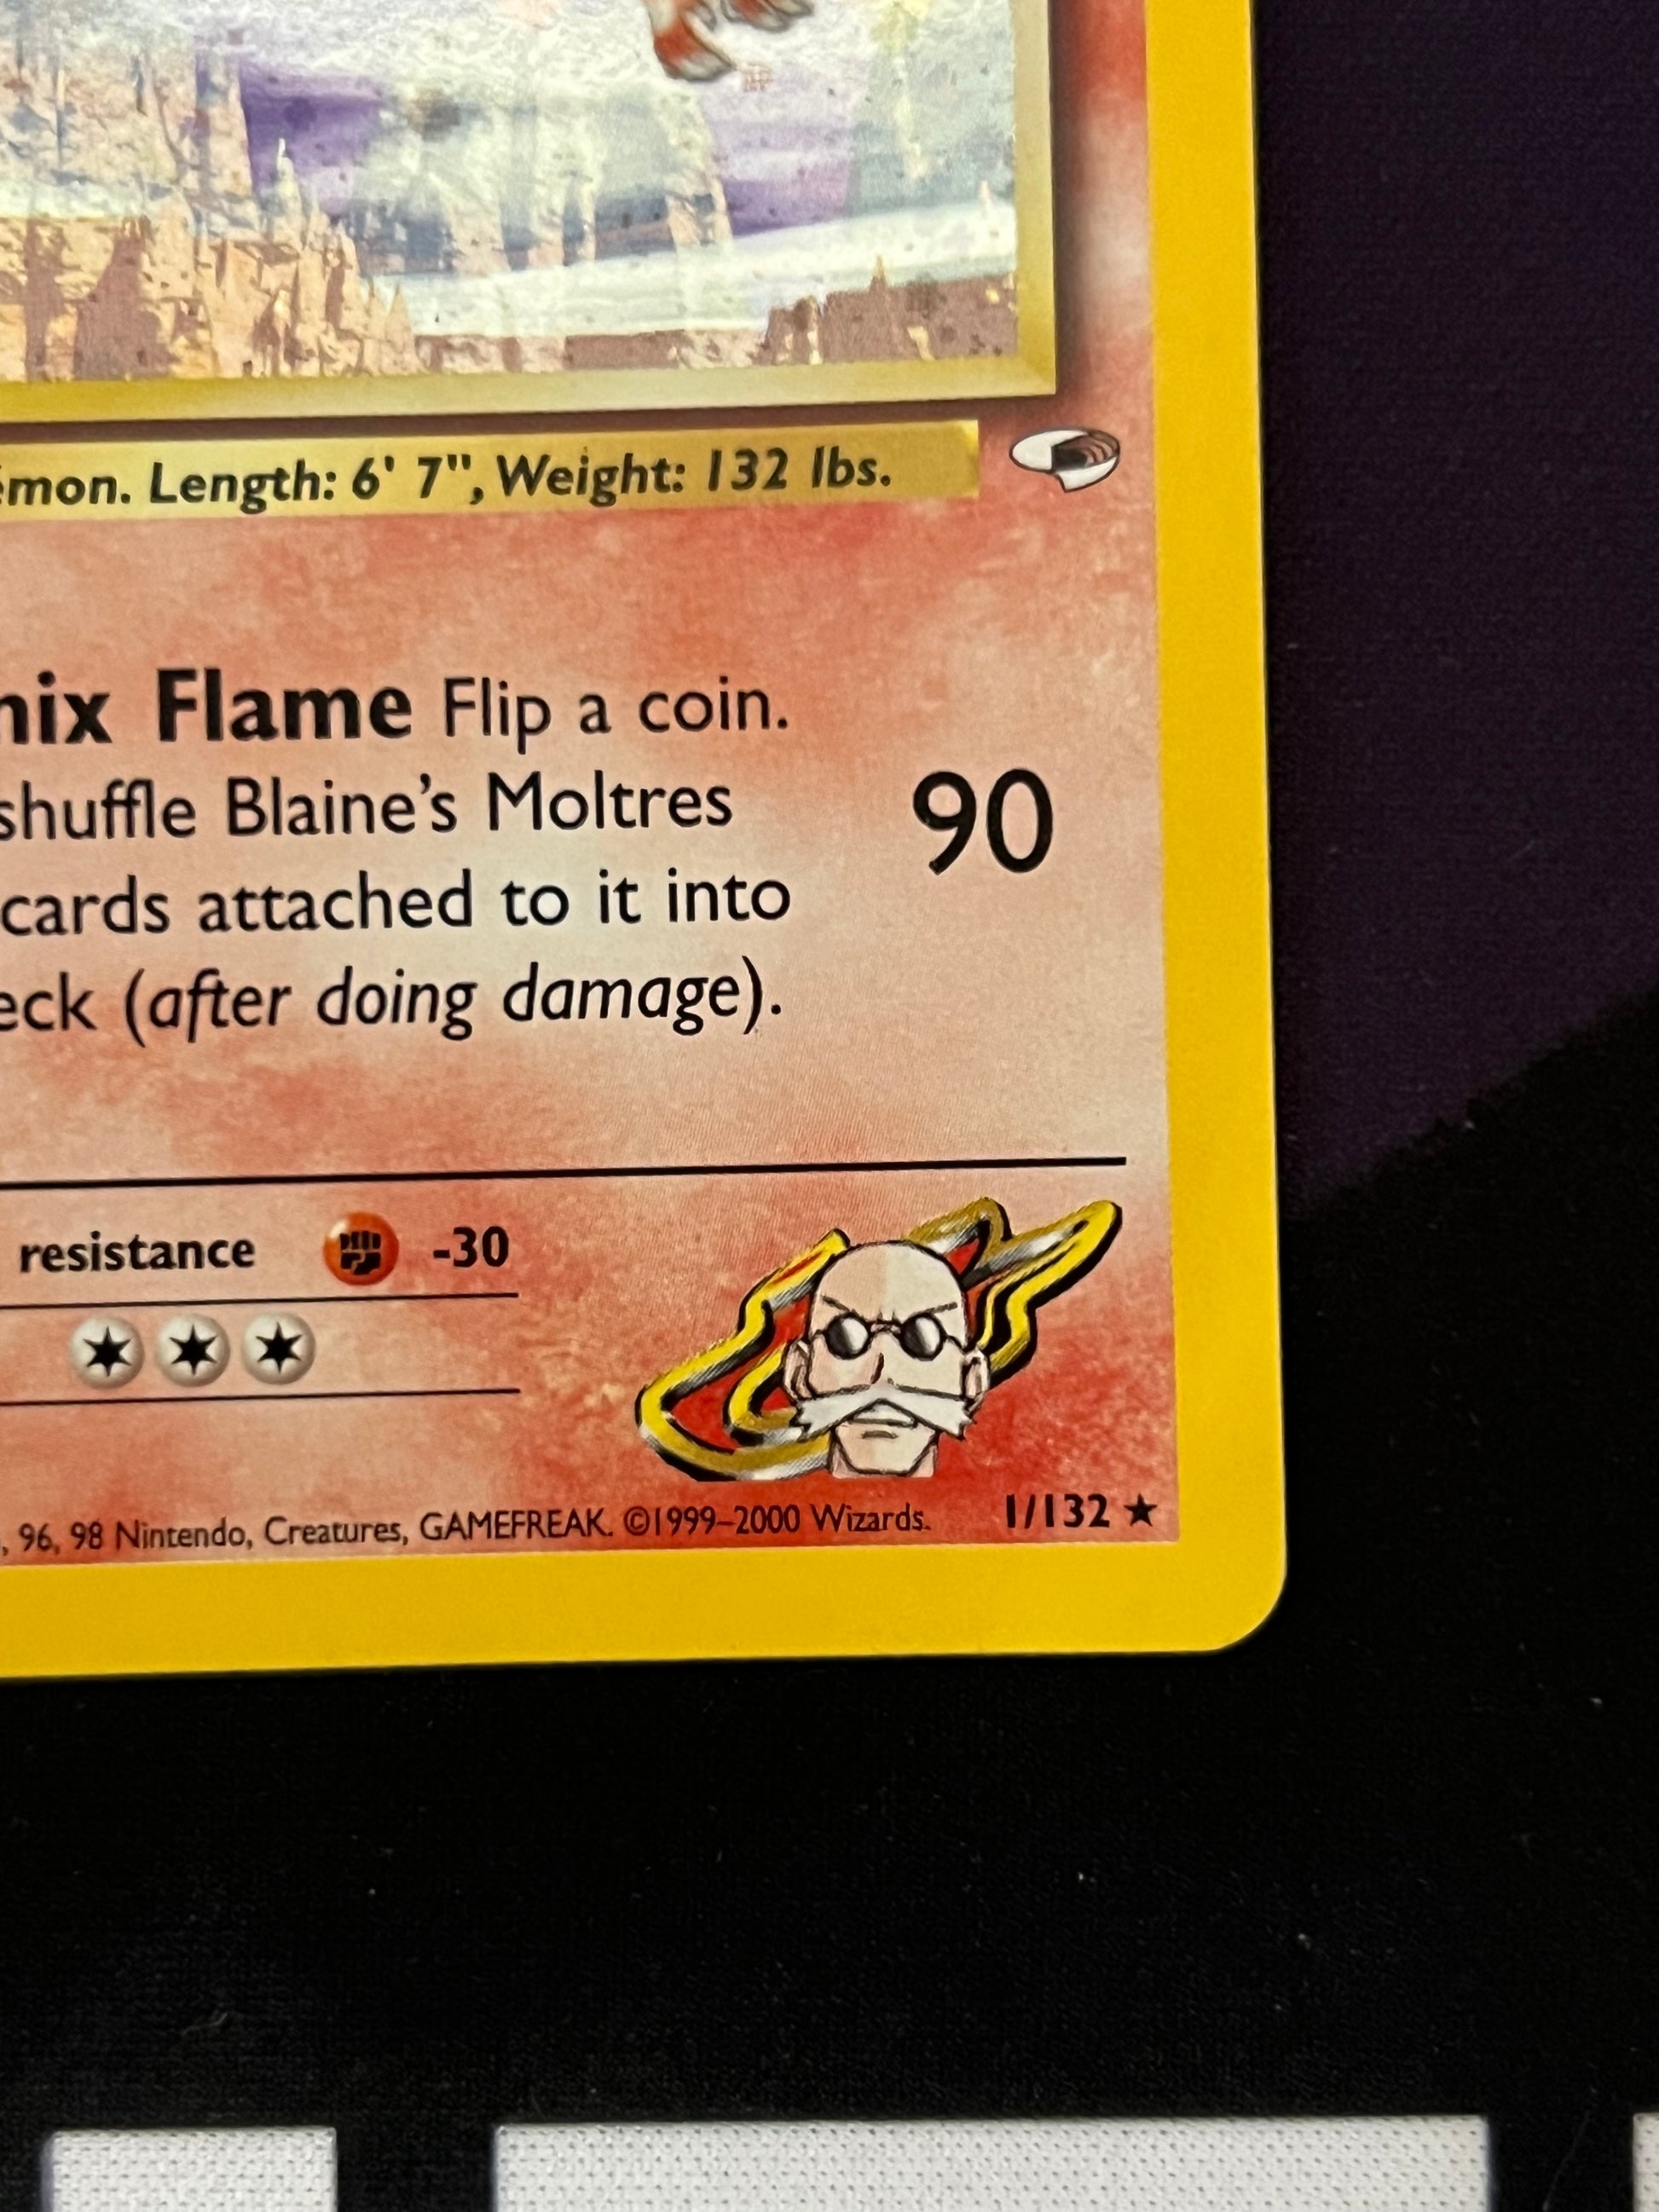 émon. Length: 6' 7", Weight: 132 lbs.
nix Flame Flip a coin.
shuffle Blaine's Moltres
90
cards attached to it into
eck (after doing damage).
resistance -30
, 96, 98 Nintendo, Creatures, GAMEFREAK. ©1999–2000 Wizards. 1/132 ★